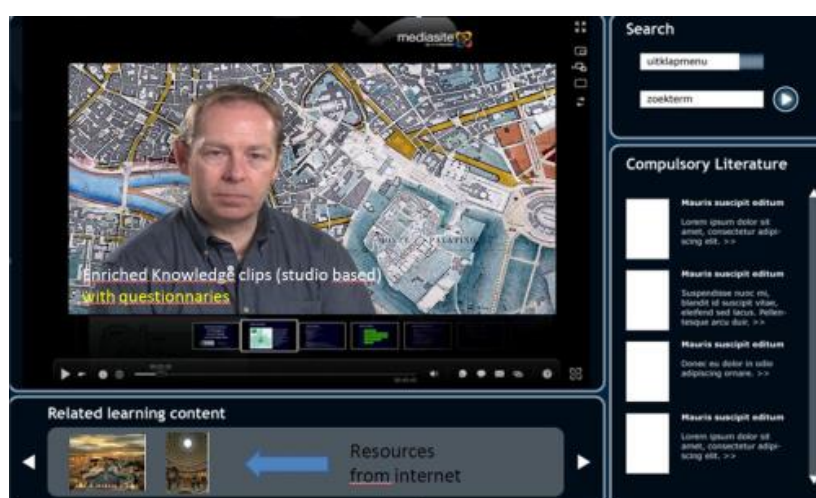 mediasite
MONTE PALATINO
Enriched Knowledge clips (studio based)
with questionnaries
Related learning content
Resources
from internet
Search
uitklapmenu
zoekterm
Compulsory Literature
Mauris suscipit editum
Lorem ipsum dolor sit
amet, consectetur adipi-
scing elit. >>
Mauris suscipit editum
Suspendisse nunc mi,
blandit id suscipit vitae,
eleifend sed lacus. Pellen-
tesque arcu duir. >>
Mauris suscipit editum
Donec eu dolor in odio
adipiscing ornare. >>
Mauris suscipit editum
Lorem ipsum dolor sit
amet, consectetur adipi-
scing elit. >>